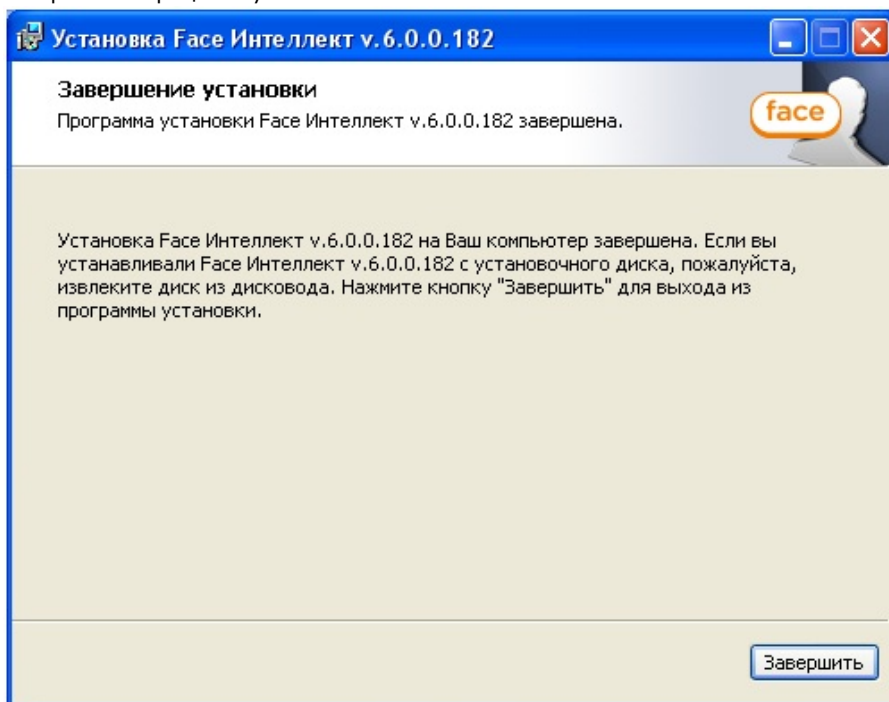 Установка Face Интеллект v.6.0.0.182
Завершение установки
Программа установки Face Интеллект v.6.0.0.182 завершена.
face
Установка Face Интеллект v.6.0.0.182 на Ваш компьютер завершена. Если вы
устанавливали Face Интеллект v.6.0.0.182 с установочного диска, пожалуйста,
извлеките диск из дисковода. Нажмите кнопку "Завершить" для выхода из
программы установки.
Завершить